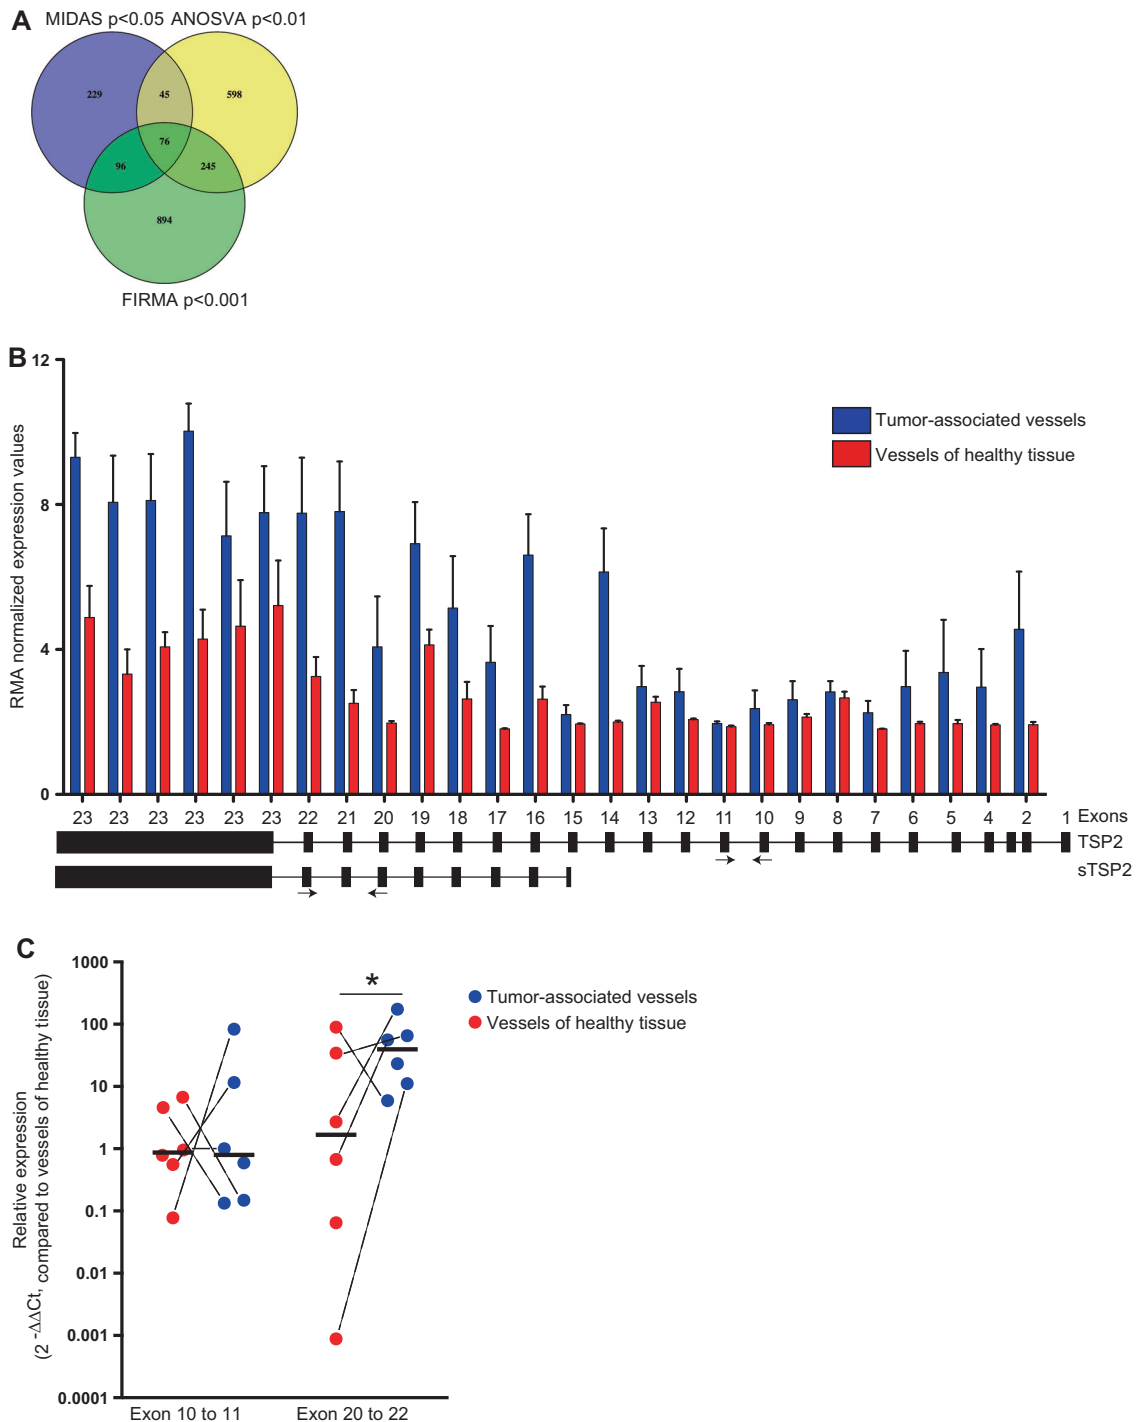 A
MIDAS p<0.05 ANOSVA p<0.01
229
45
598
76
96
245
894
FIRMA p<0.001
B
RMA normalized expression values
12
8
4
0
Tumor-associated vessels
Vessels of healthy tissue
23 23 23 23 23 23 22 21 20 19 18 17 16 15 14 13 12 11 10 9 8 7 6 5 4 2 1 Exons
TSP2
sTSP2
C
Relative expression
(2 -ΔΔCt, compared to vessels of healthy tissue)
1000
100
10
1
0.1
0.01
0.001
0.0001
*
Tumor-associated vessels
Vessels of healthy tissue
Exon 10 to 11
Exon 20 to 22